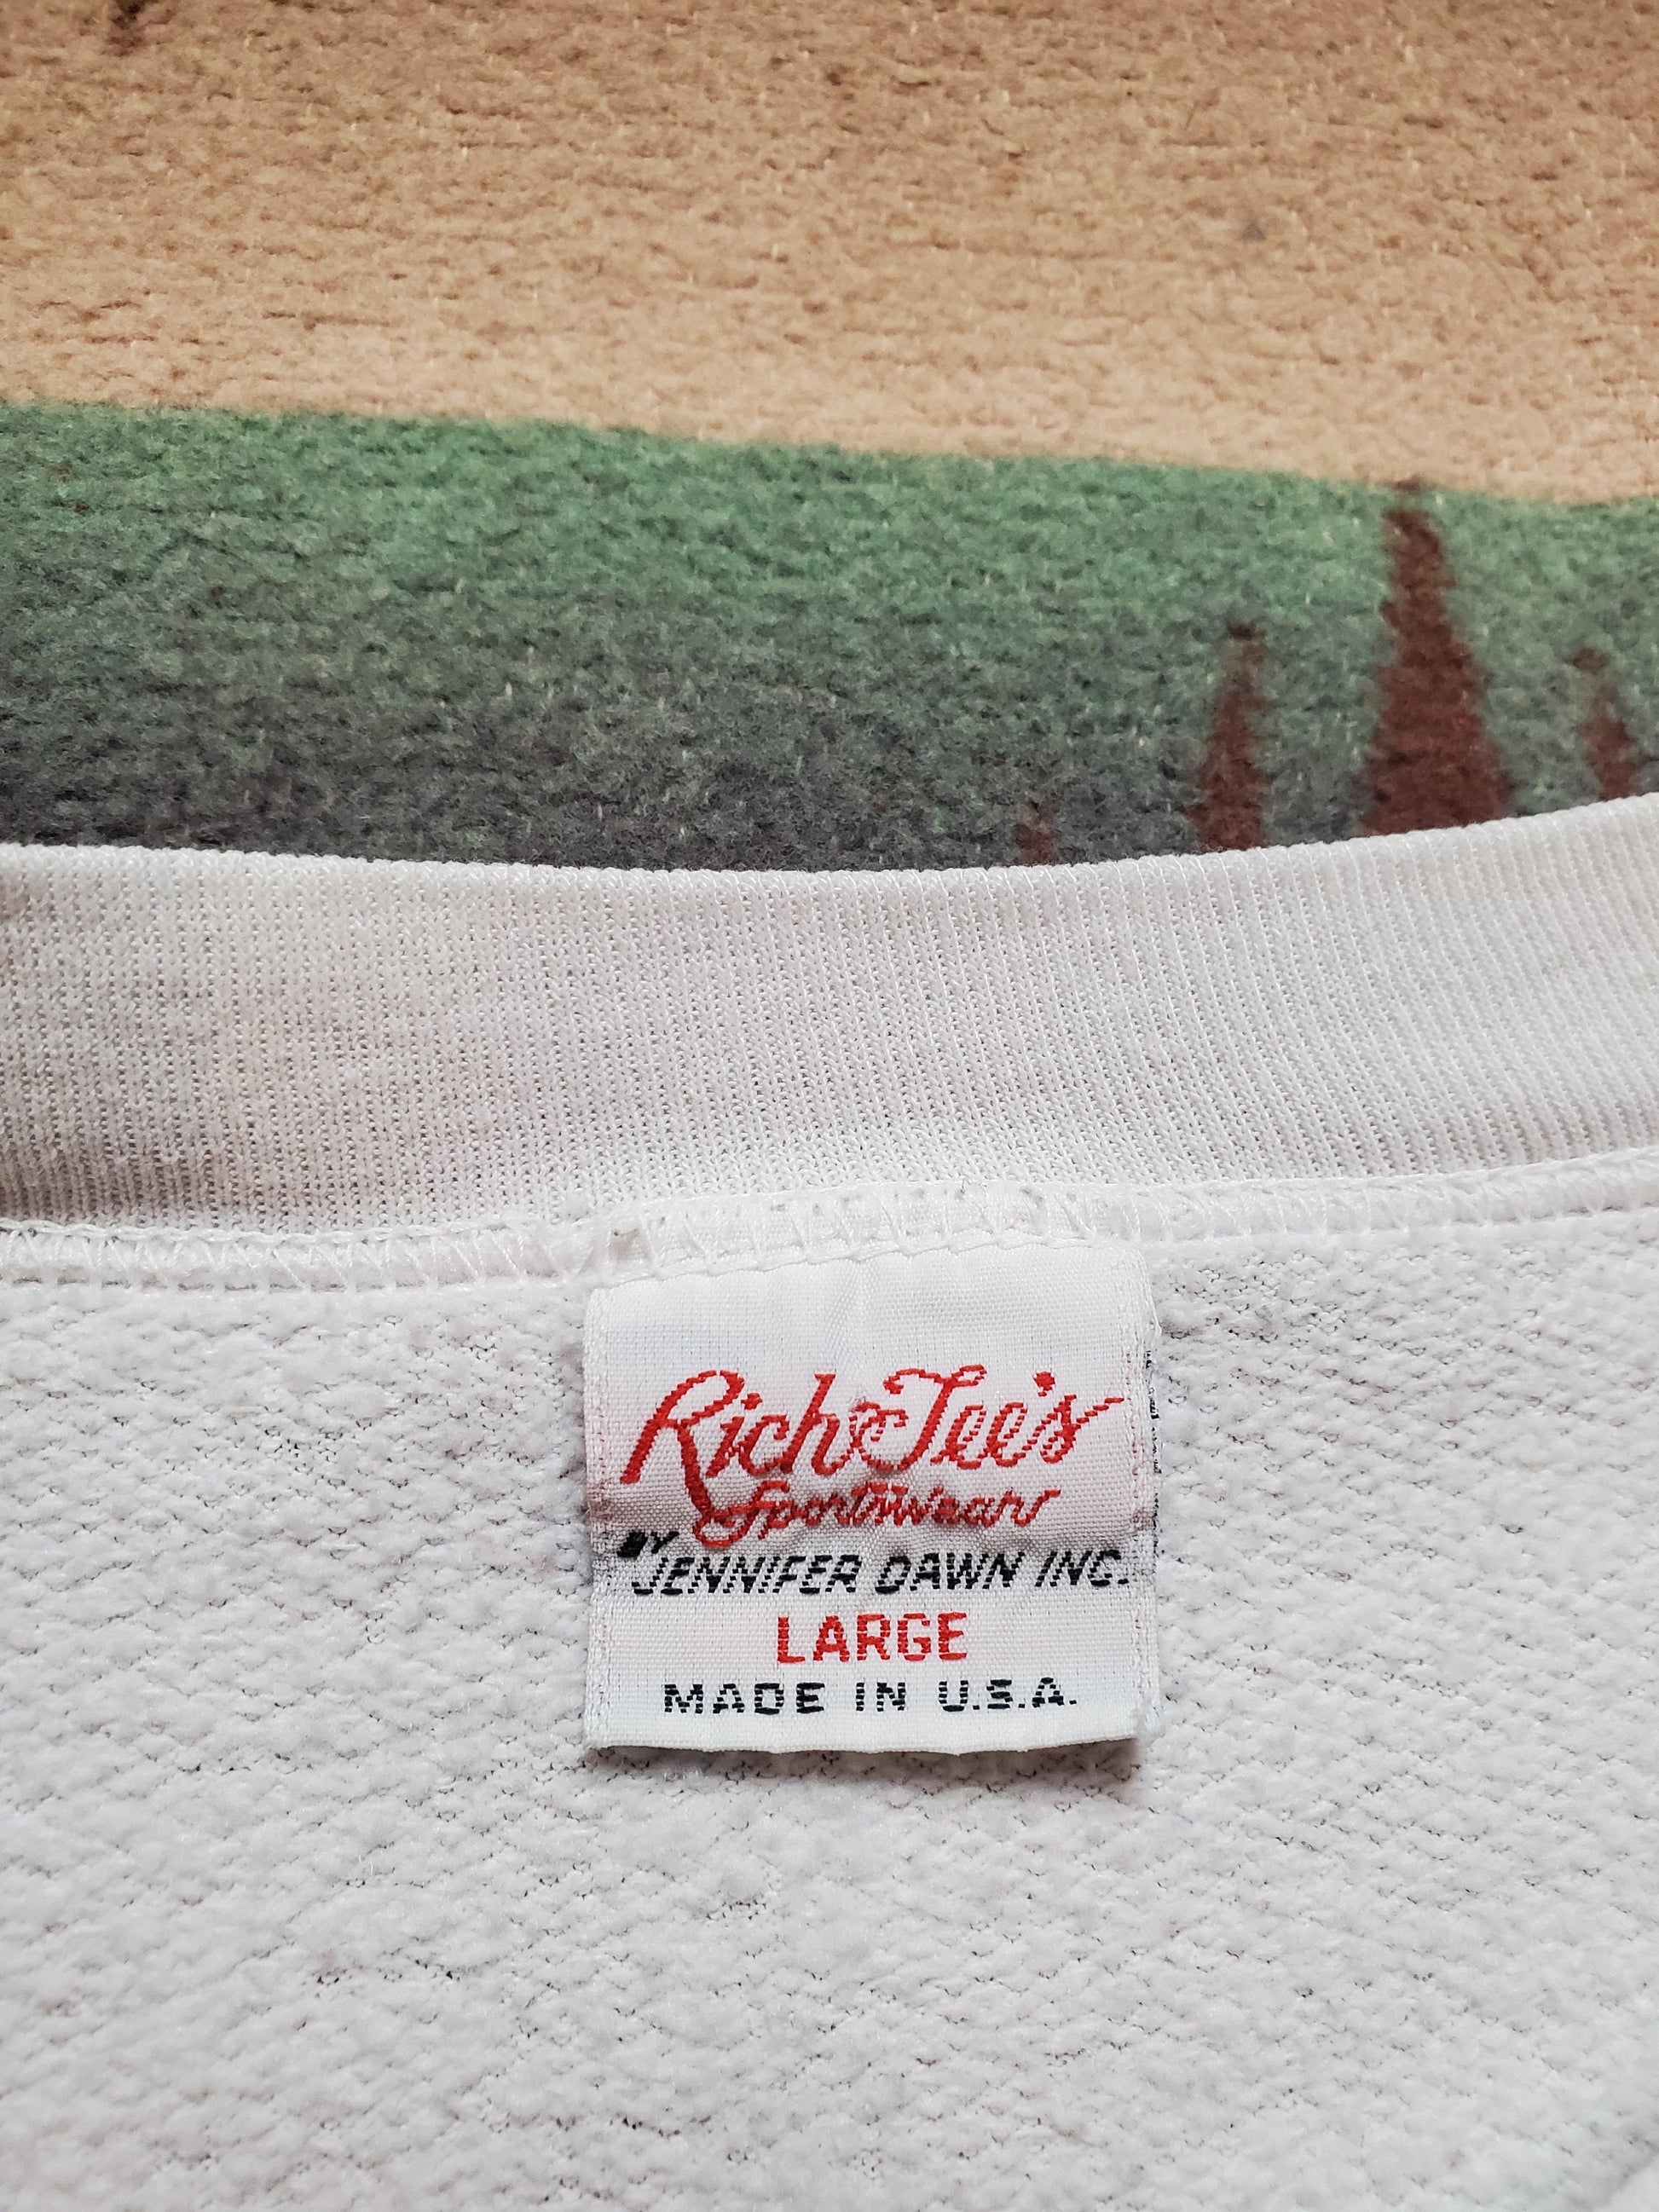 Rich & Tee's
Sportswear
BY
JENNIFER DAWN INC.
LARGE
MADE IN U.S.A.